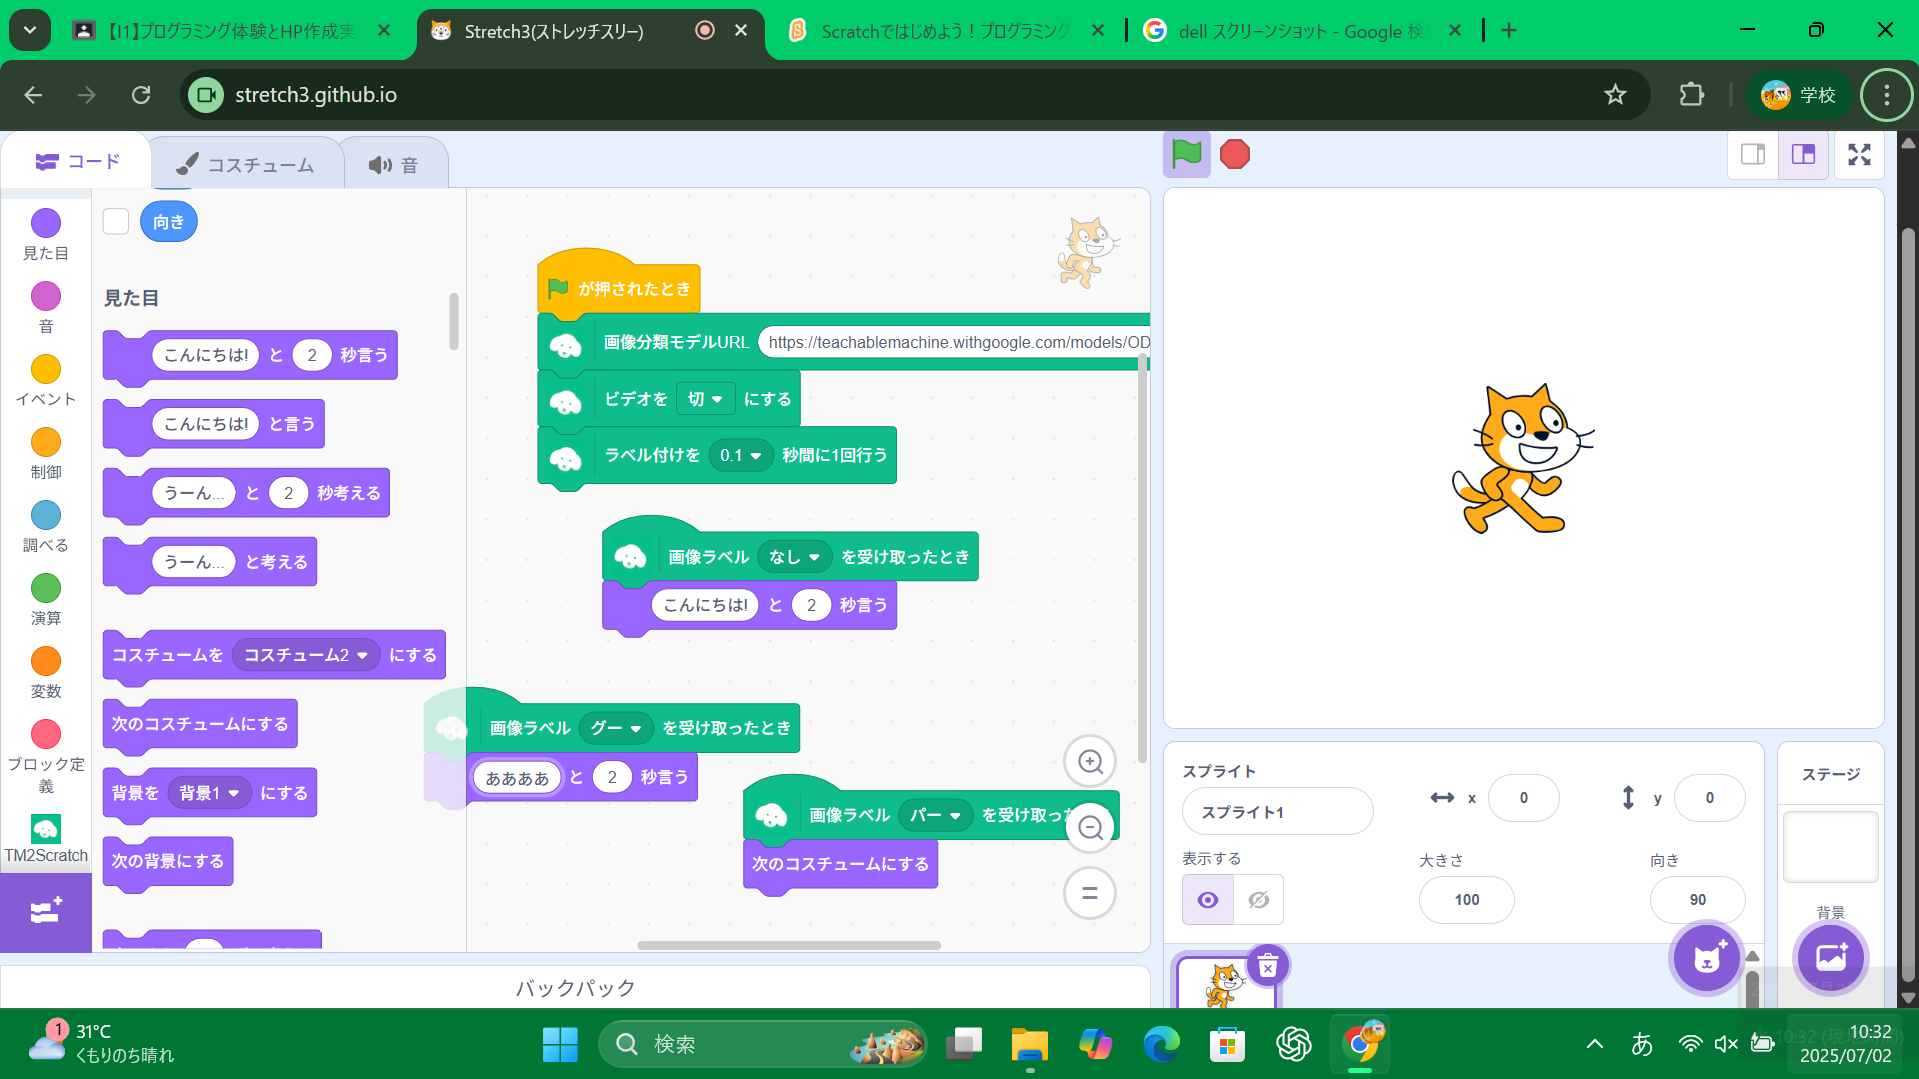 【I1】プログラミング体験とHP作成実
Stretch3(ストレッチスリー)
Scratchではじめよう！プログラミング
dell スクリーンショット - Google 検
stretch3.github.io
学校
コード
コスチューム
音
見た目
音
イベント
制御
調べる
演算
変数
ブロック定義
TM2Scratch
向き
見た目
こんにちは! と 2 秒言う
こんにちは! と言う
うーん... と 2 秒考える
うーん... と考える
コスチュームを コスチューム2 にする
次のコスチュームにする
背景を 背景1 にする
次の背景にする
が押されたとき
画像分類モデルURL https://teachablemachine.withgoogle.com/models/OD
ビデオを 切 にする
ラベル付けを 0.1 秒間に1回行う
画像ラベル なし を受け取ったとき
こんにちは! と 2 秒言う
画像ラベル グー を受け取ったとき
ああああ と 2 秒言う
画像ラベル パー を受け取った
次のコスチュームにする
バックパック
スプライト
スプライト1
x 0
y 0
表示する
大きさ
100
向き
90
ステージ
背景
1
31°C
くもりのち晴れ
検索
あ
10:32
2025/07/02